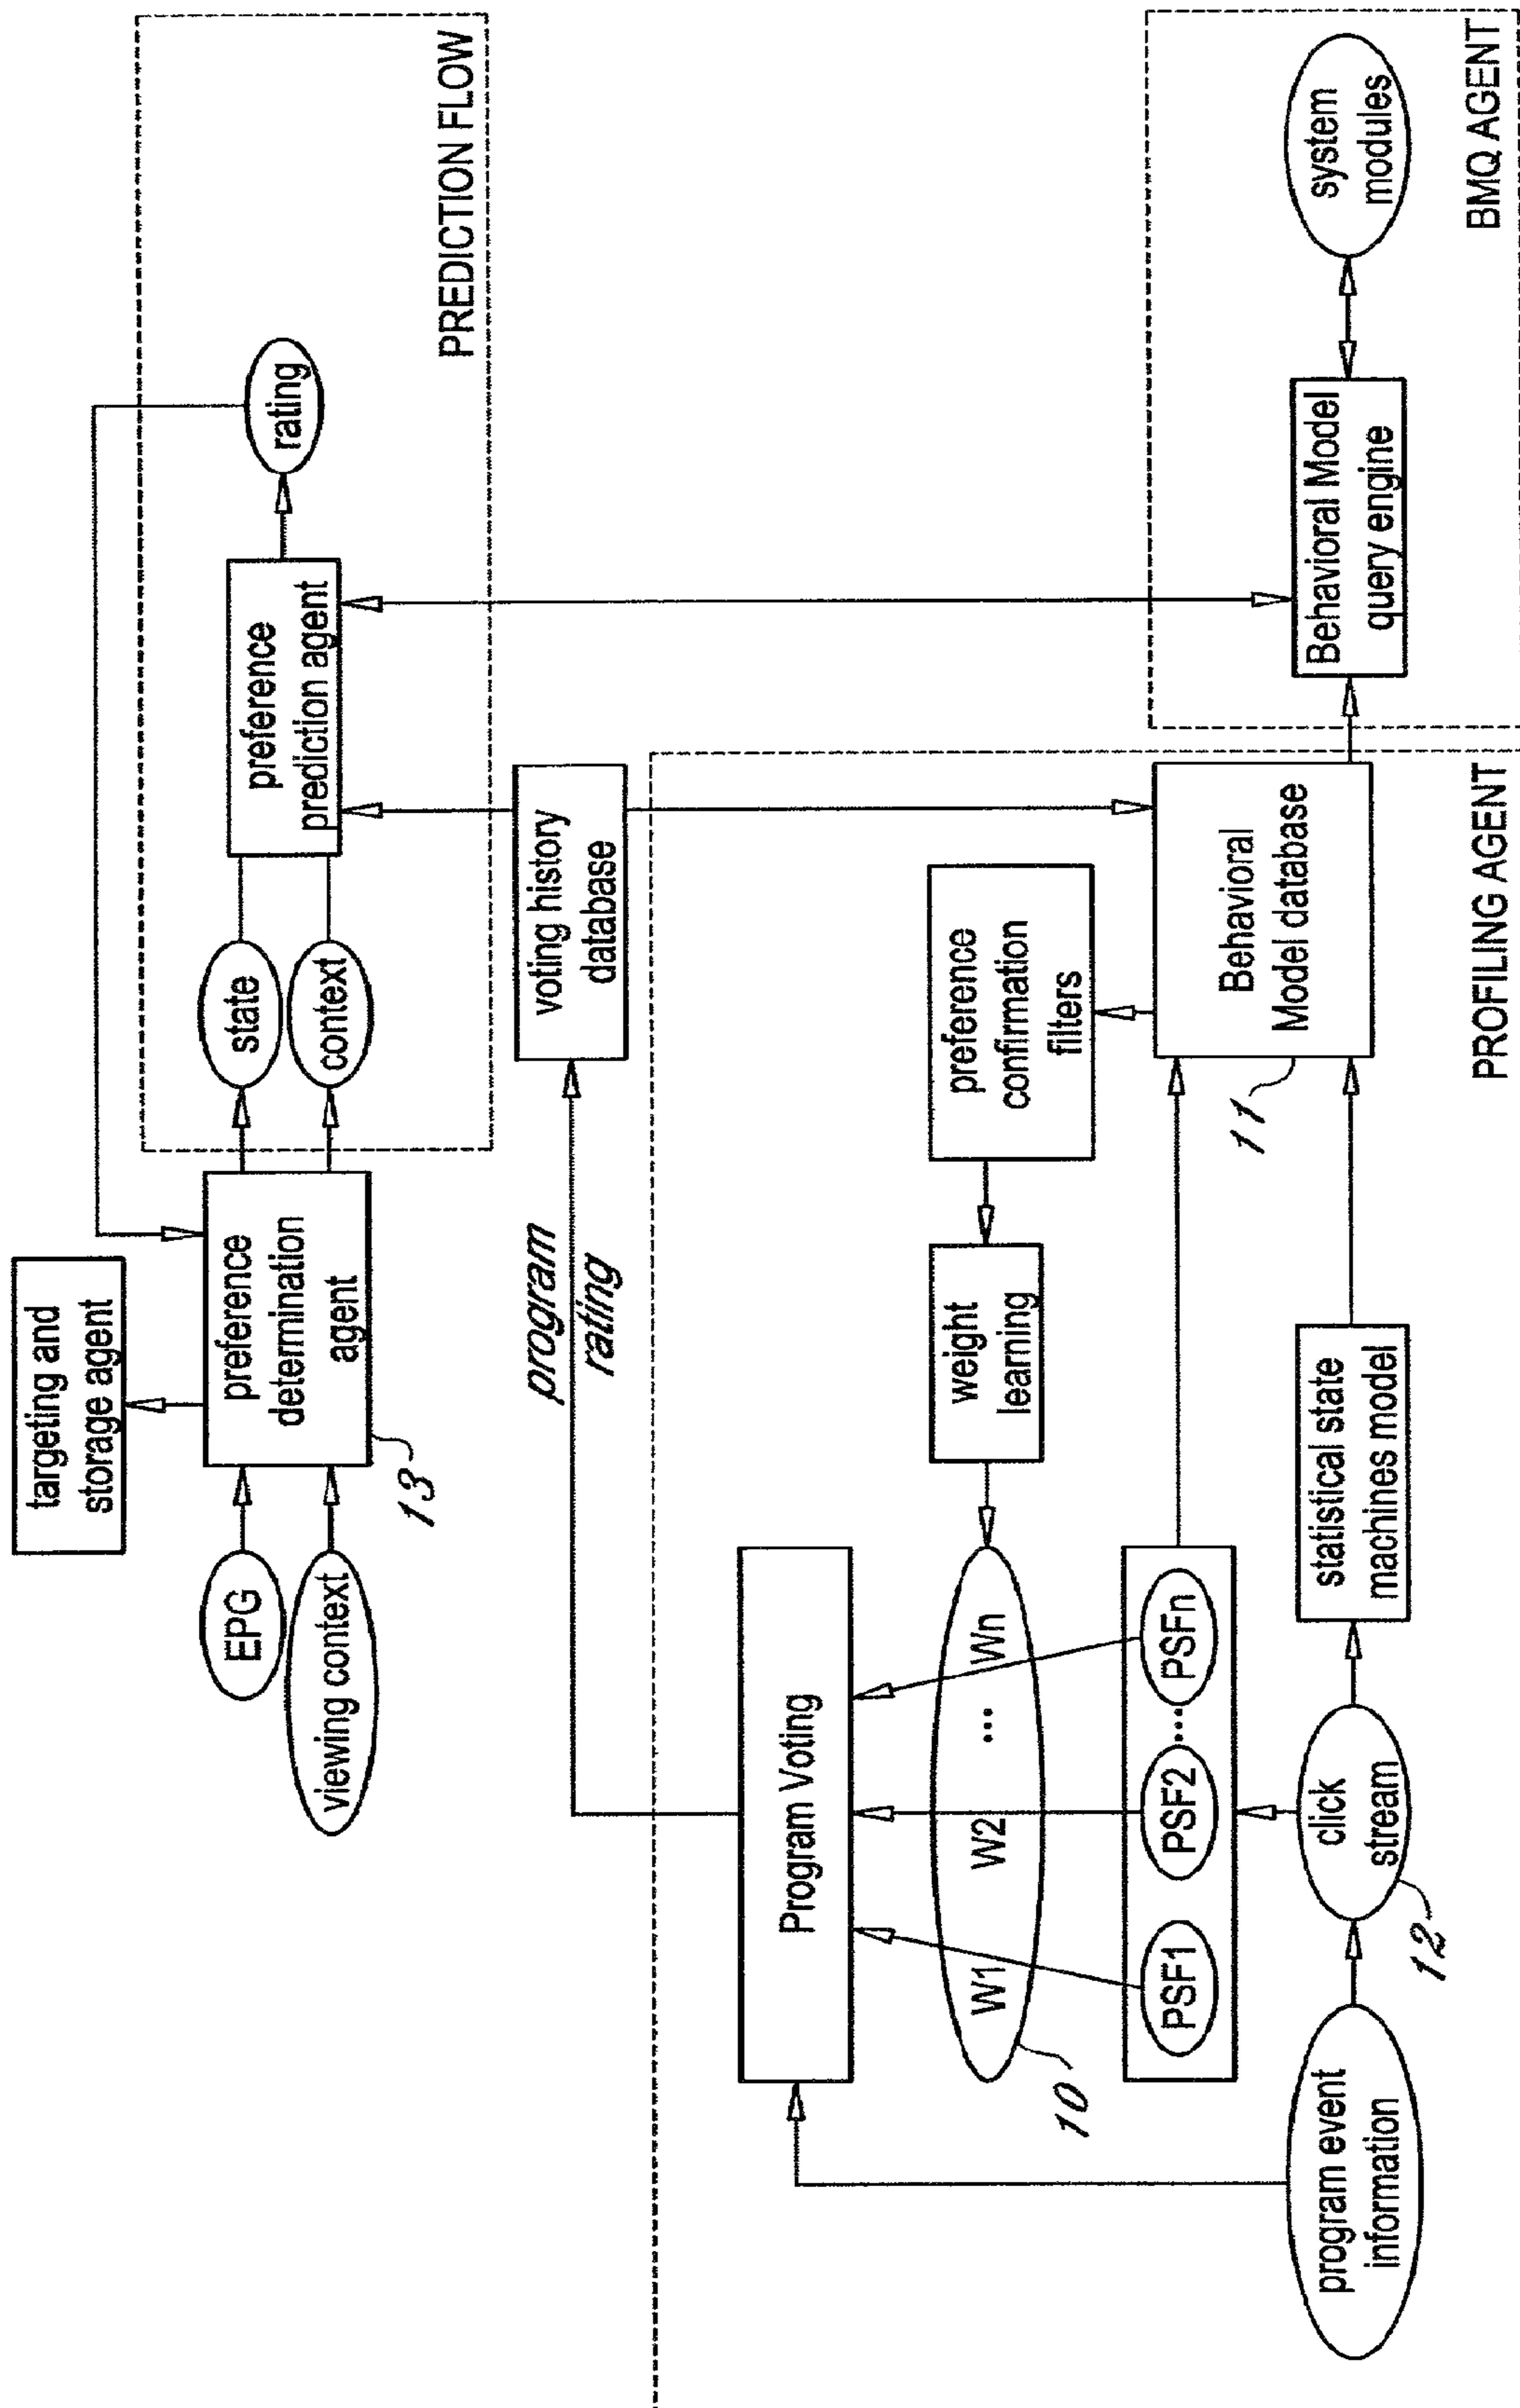 targeting and
storage agent
EPG
viewing context
preference
determination
agent
13
state
context
preference
prediction agent
rating
PREDICTION FLOW
program
rating
voting history
database
Program Voting
W1
W2
...
Wn
10
weight
learning
preference
confirmation
filters
PSF1
PSF2
...
PSFn
Behavioral
Model database
11
program event
information
click
stream
12
statistical state
machines model
PROFILING AGENT
Behavioral Model
query engine
system
modules
BMQ AGENT